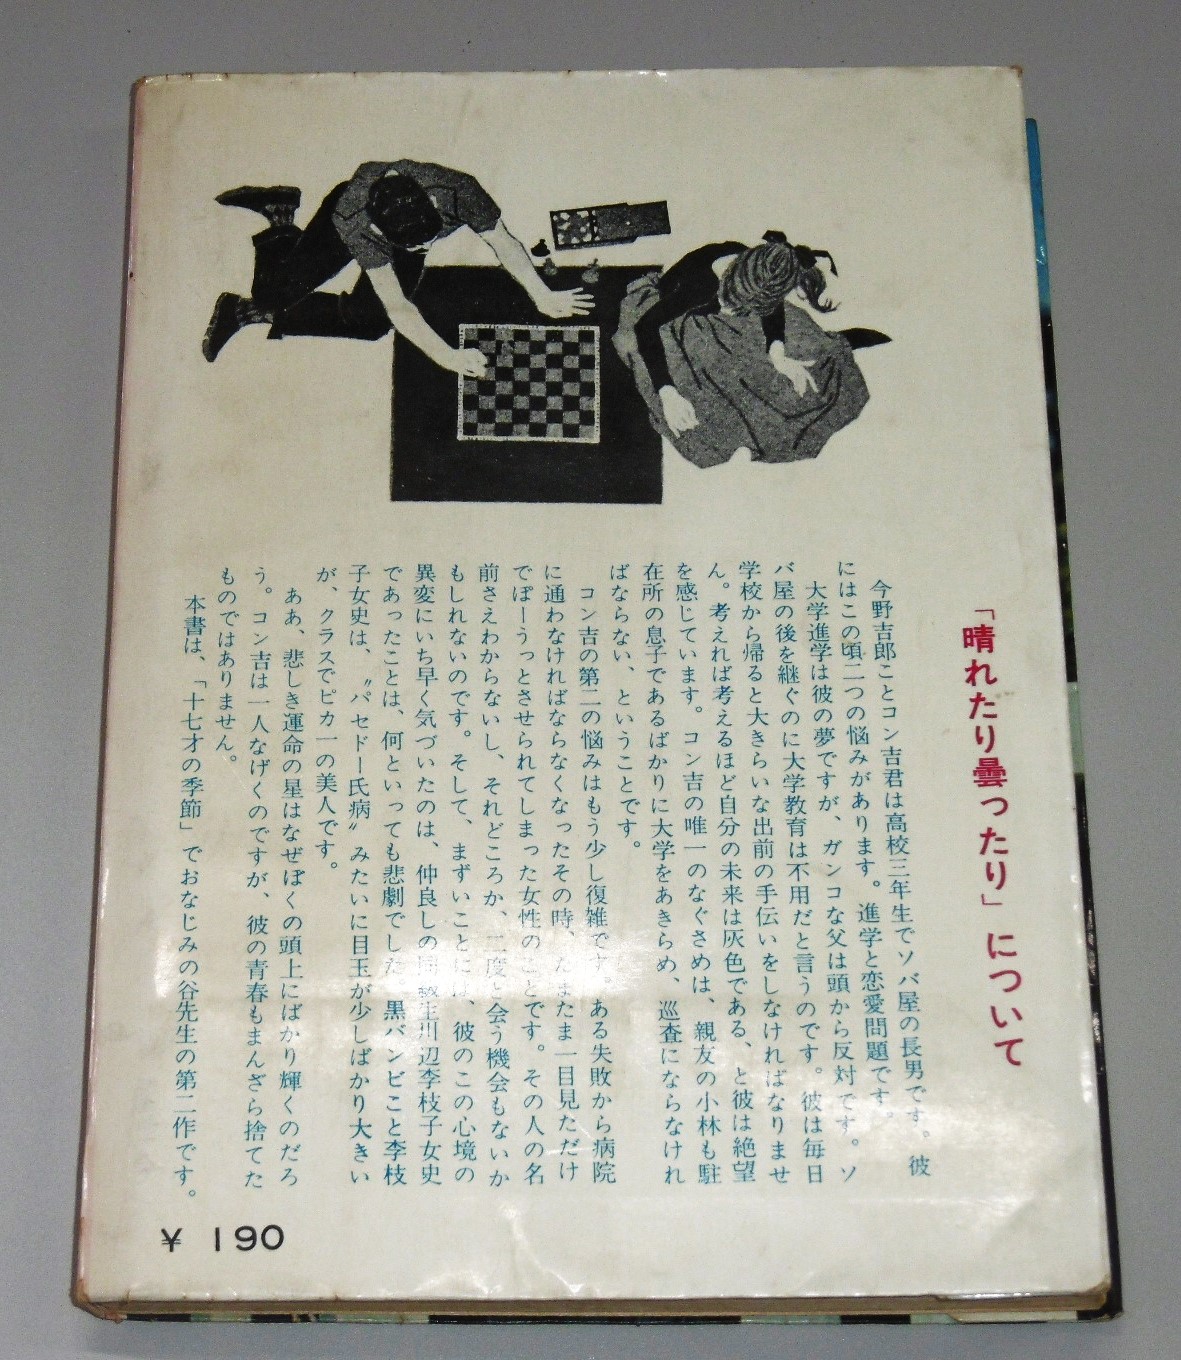 「晴れたり曇ったり」について
今野吉郎ことコン吉君は高校三年生でソバ屋の長男です。彼
にはこの頃二つの悩みがあります。進学と恋愛問題です。
大学進学は彼の夢ですが、ガンコな父は頭から反対です。ソ
バ屋の後を継ぐのに大学教育は不用だと言うのです。彼は毎日
学校から帰ると大きらいな出前の手伝いをしなければなりませ
ん。考えれば考えるほど自分の未来は灰色である、と彼は絶望
を感じています。コン吉の唯一のなぐさめは、親友の小林も駐
在所の息子であるばかりに大学をあきらめ、巡査にならなけれ
ばならない、ということです。
コン吉の第二の悩みはもう少し復雑です。ある失敗から病院
に通わなければならなくなったその時、たまたま一目見ただけ
でぼーうっとさせられてしまった女性のことです。その人の名
前さえわからないし、それどころか、二度と会う機会もないか
もしれないのです。そして、まずいことには、彼のこの心境の
異変にいち早く気づいたのは、仲良しの同級生川辺李枝子女史
であったことは、何といっても悲劇でした。黒バンビこと李枝
子女史は、〝バセドー氏病〟みたいに目玉が少しばかり大きい
が、クラスでピカ一の美人です。
ああ、悲しき運命の星はなぜぼくの頭上にばかり輝くのだろ
う。コン吉は一人なげくのですが、彼の青春もまんざら捨てた
ものではありません。
本書は、「十七才の季節」でおなじみの谷先生の第二作です。
¥ 190